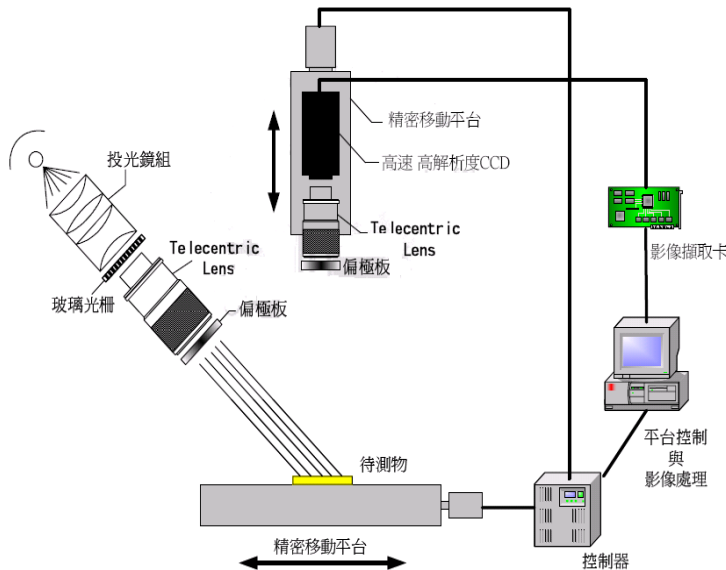 精密移動平台
高速 高解析度CCD
投光鏡組
Telecentric
Lens
Telecentric
Lens
影像擷取卡
偏極板
玻璃光柵
偏極板
平台控制
與
影像處理
待測物
精密移動平台
控制器